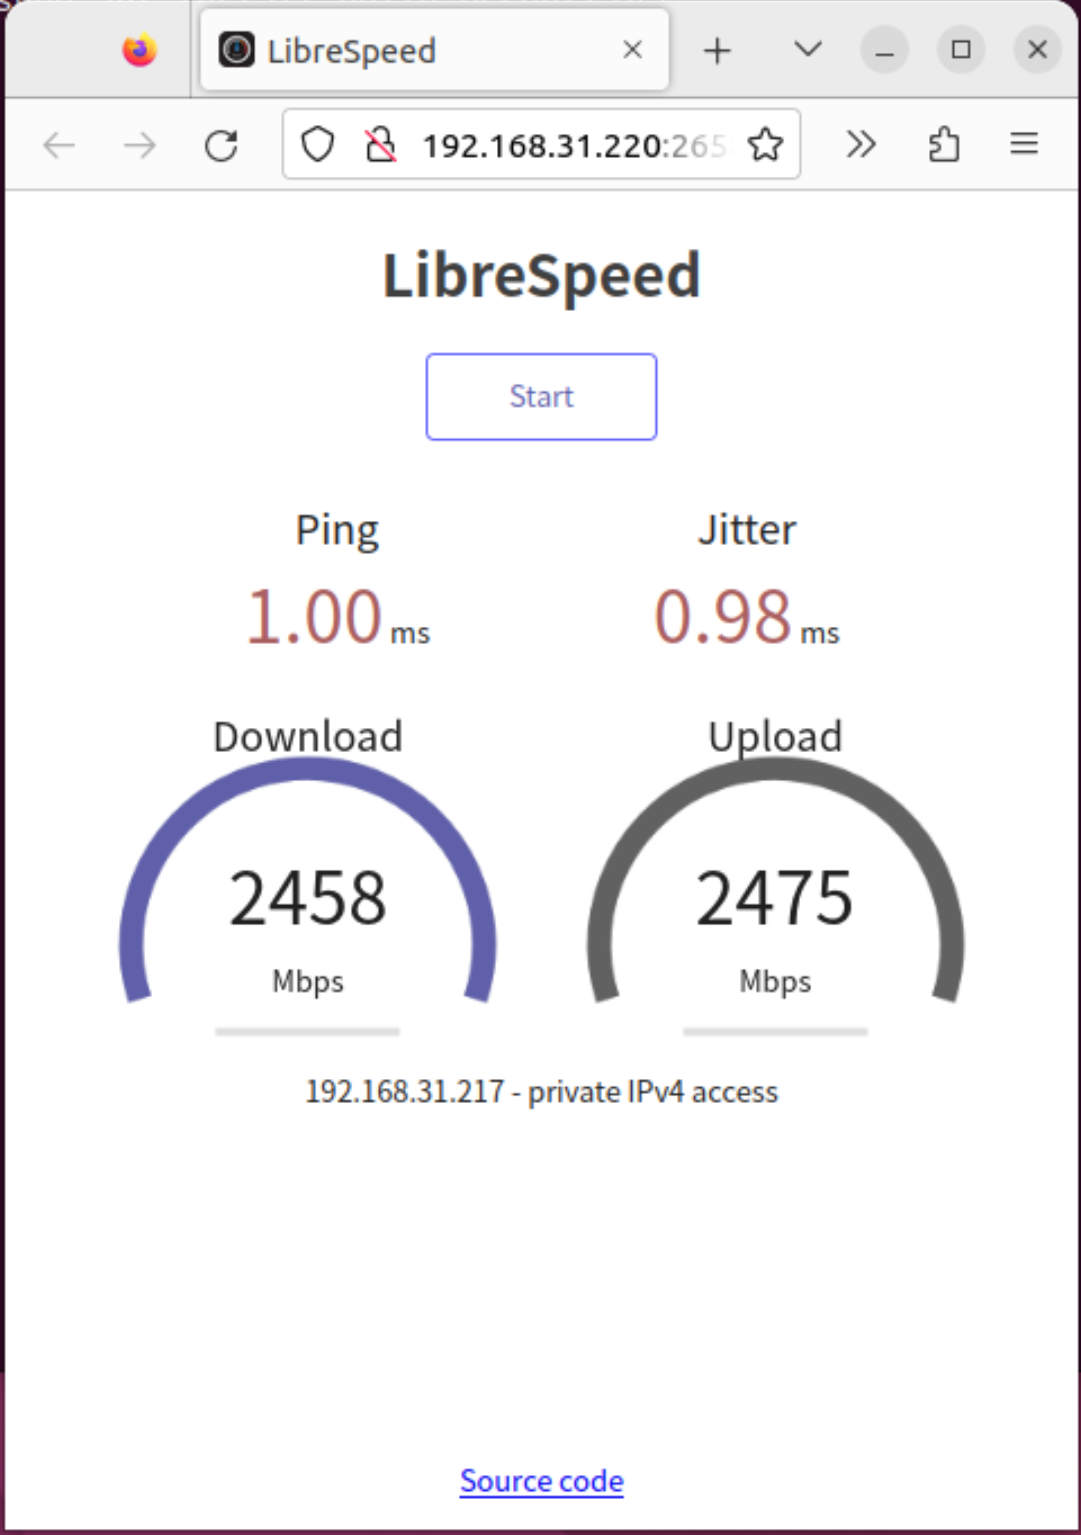 LibreSpeed
192.168.31.220:265
LibreSpeed
Start
Ping Jitter
1.00 ms 0.98 ms
Download Upload
2458 2475
Mbps Mbps
192.168.31.217 - private IPv4 access
Source code